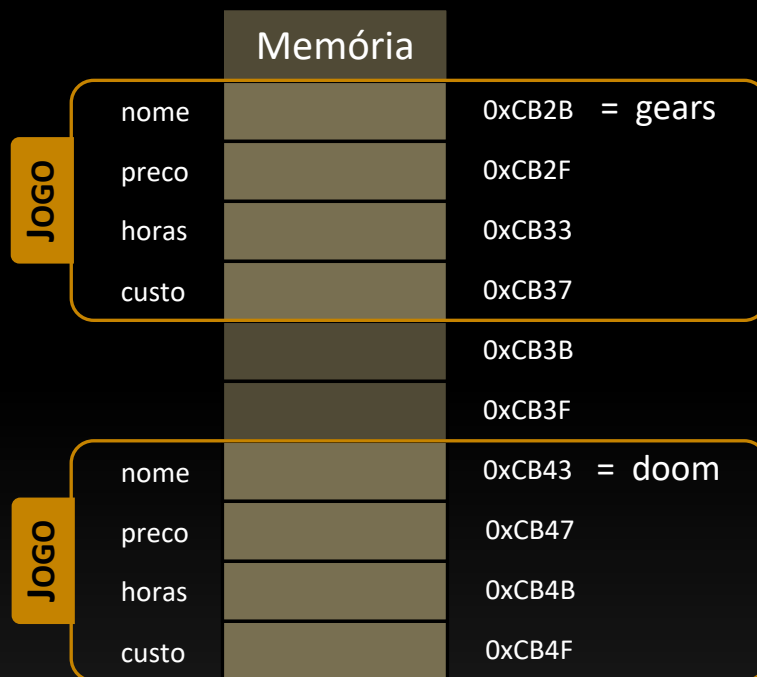 Memória
JOGO
nome 0xCB2B = gears
preco 0xCB2F
horas 0xCB33
custo 0xCB37
0xCB3B
0xCB3F
JOGO
nome 0xCB43 = doom
preco 0xCB47
horas 0xCB4B
custo 0xCB4F